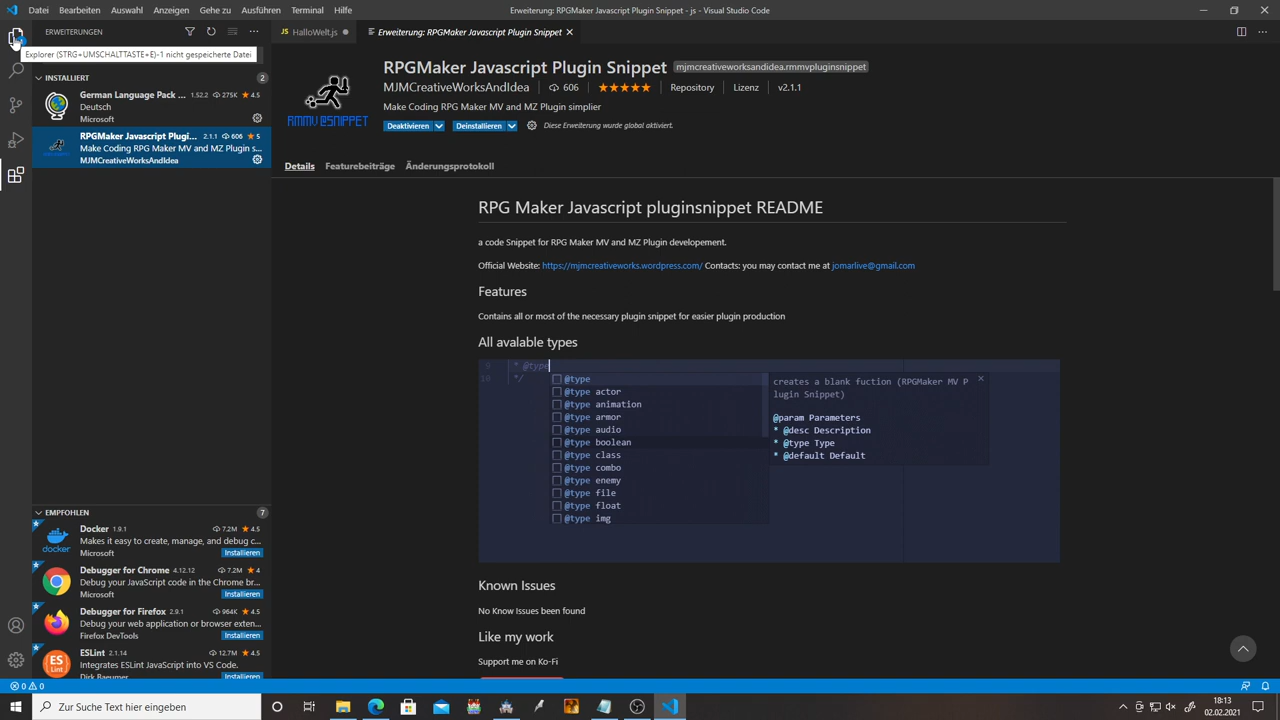 Datei Bearbeiten Auswahl Anzeigen Gehe zu Ausführen Terminal Hilfe
Erweiterung: RPGMaker Javascript Plugin Snippet - js - Visual Studio Code
ERWEITERUNGEN
HalloWelt.js
Erweiterung: RPGMaker Javascript Plugin Snippet
Explorer (STRG+UMSCHALTTASTE+E)-1 nicht gespeicherte Datei
INSTALLIERT 2
German Language Pack ... 1.52.2 275K 4.5
Deutsch
Microsoft
RPGMaker Javascript Plugi... 2.1.1 606 5
Make Coding RPG Maker MV and MZ Plugin s...
MJMCreativeWorksAndIdea
EMPFOHLEN 7
Docker 1.9.1 7.2M 4.5
Makes it easy to create, manage, and debug c...
Microsoft Installieren
Debugger for Chrome 4.12.12 7.2M 4
Debug your JavaScript code in the Chrome br...
Microsoft Installieren
Debugger for Firefox 2.9.1 964K 4.5
Debug your web application or browser exten...
Firefox DevTools Installieren
ESLint 2.1.14 12.7M 4.5
Integrates ESLint JavaScript into VS Code.
Dirk Baeumer Installieren
RMMV @SNIPPET
RPGMaker Javascript Plugin Snippet mjmcreativeworksandidea.rmmvpluginsnippet
MJMCreativeWorksAndIdea 606 Repository Lizenz v2.1.1
Make Coding RPG Maker MV and MZ Plugin simplier
Deaktivieren Deinstallieren Diese Erweiterung wurde global aktiviert.
Details Featurebeiträge Änderungsprotokoll
RPG Maker Javascript pluginsnippet README
a code Snippet for RPG Maker MV and MZ Plugin developement.
Official Website: https://mjmcreativeworks.wordpress.com/ Contacts: you may contact me at jomarlive@gmail.com
Features
Contains all or most of the necessary plugin snippet for easier plugin production
All avalable types
9 * @type
10 */
@type
@type actor
@type animation
@type armor
@type audio
@type boolean
@type class
@type combo
@type enemy
@type file
@type float
@type img
creates a blank fuction (RPGMaker MV P
lugin Snippet)
@param Parameters
* @desc Description
* @type Type
* @default Default
Known Issues
No Know Issues been found
Like my work
Support me on Ko-Fi
0 0
Zur Suche Text hier eingeben
18:13
02.02.2021